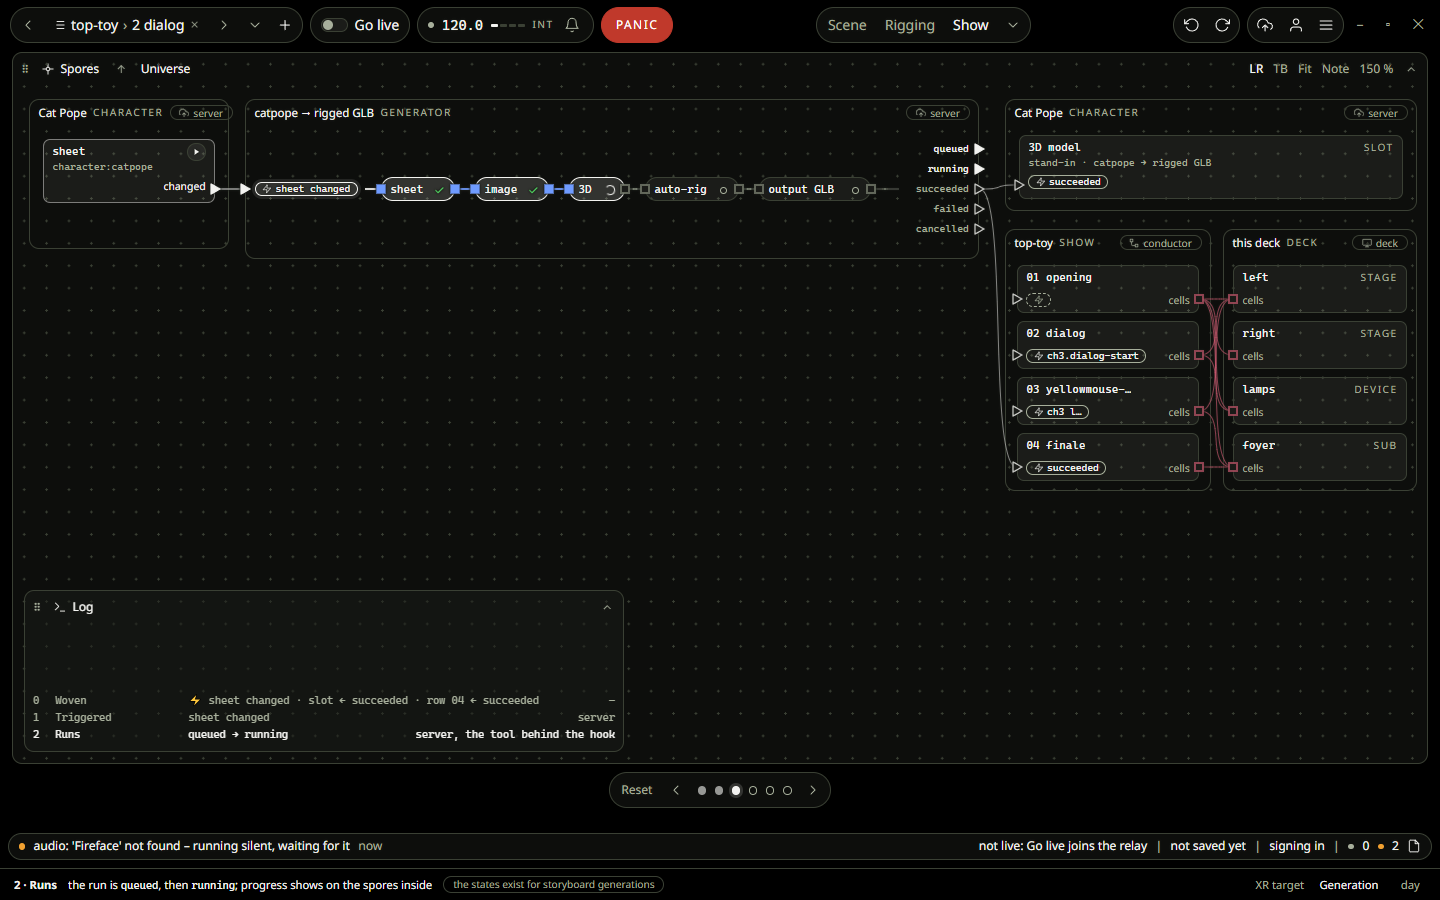 top-toy › 2 dialog ×
Go live
120.0 INT
PANIC
Scene Rigging Show
Spores ↑ Universe
LR TB Fit Note 150 %
Cat Pope CHARACTER server
sheet
character:catpope
changed
catpope → rigged GLB GENERATOR server
sheet changed
sheet
image
3D
auto-rig
output GLB
queued
running
succeeded
failed
cancelled
Cat Pope CHARACTER server
3D model SLOT
stand-in · catpope → rigged GLB
succeeded
top-toy SHOW conductor
01 opening
cells
02 dialog
ch3.dialog-start cells
03 yellowmouse-…
ch3 l… cells
04 finale
succeeded cells
this deck DECK deck
left STAGE
cells
right STAGE
cells
lamps DEVICE
cells
foyer SUB
cells
Log
0 Woven ⚡ sheet changed · slot ← succeeded · row 04 ← succeeded –
1 Triggered sheet changed server
2 Runs queued → running server, the tool behind the hook
Reset
audio: 'Fireface' not found – running silent, waiting for it now
not live: Go live joins the relay | not saved yet | signing in | 0 2
2 · Runs the run is queued, then running; progress shows on the spores inside the states exist for storyboard generations
XR target Generation day